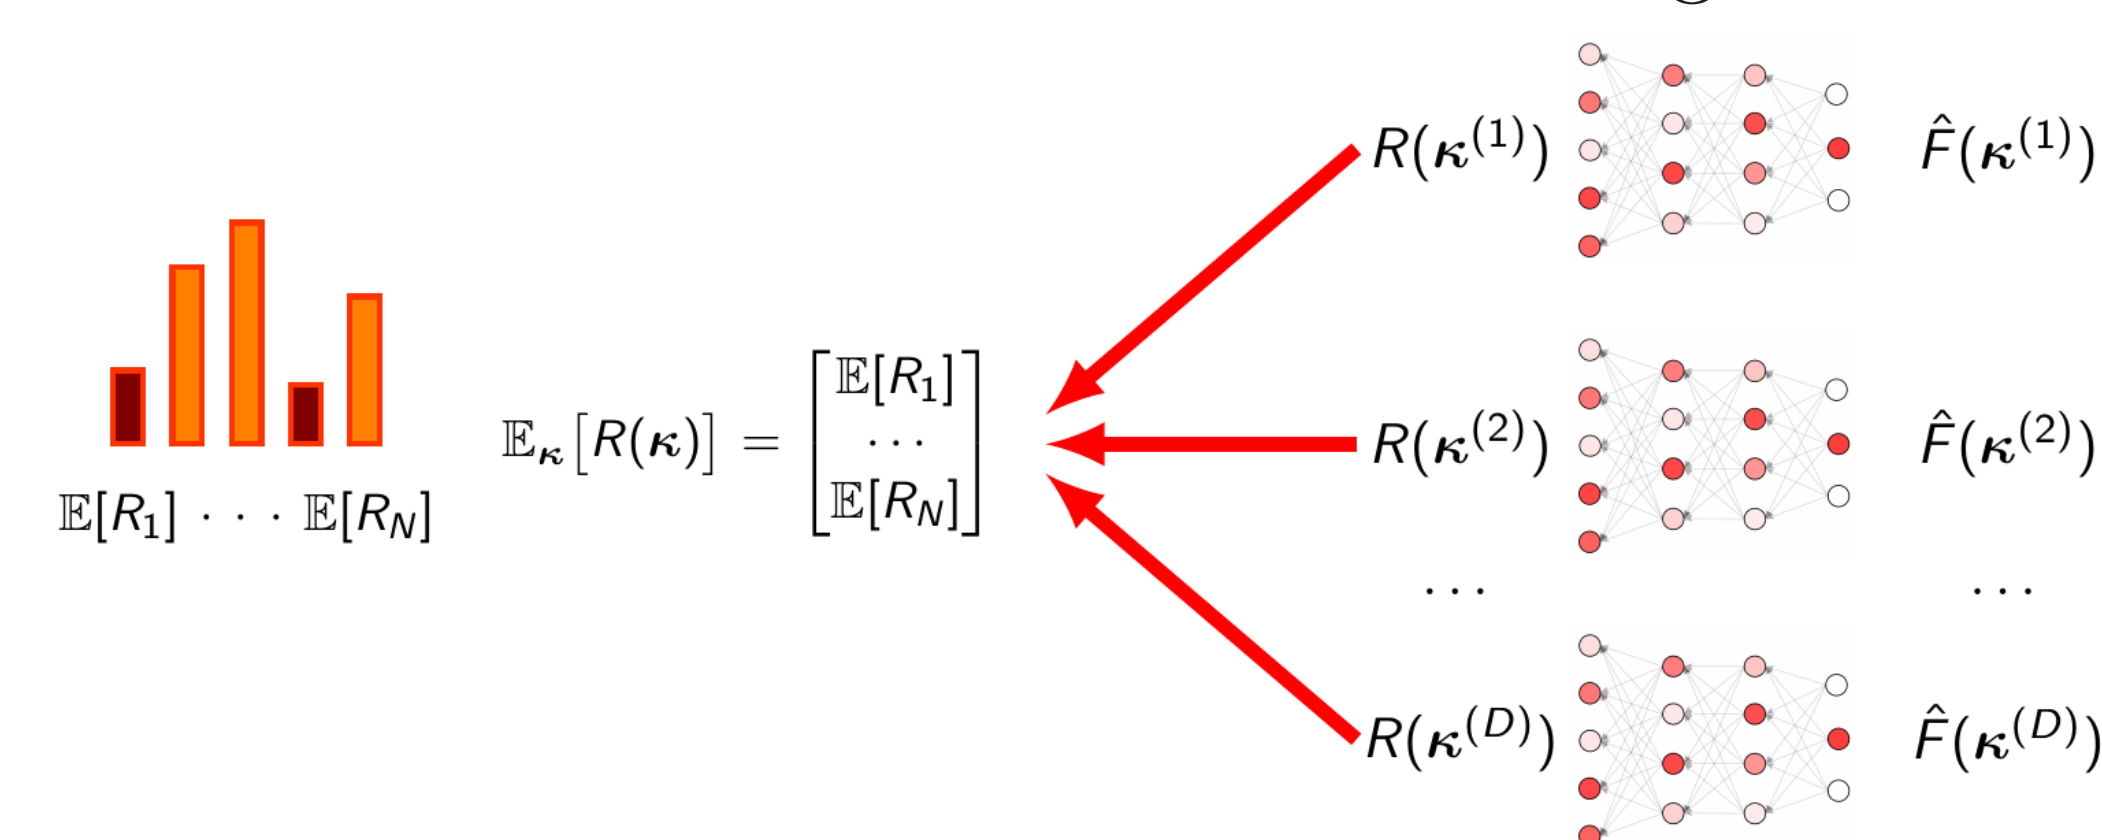 R(κ^(1)) F̂(κ^(1))
𝔼[R_1]
𝔼_κ[R(κ)] = ⋯
𝔼[R_N]
R(κ^(2)) F̂(κ^(2))
𝔼[R_1] · · · 𝔼[R_N]
⋯ ⋯
R(κ^(D)) F̂(κ^(D))